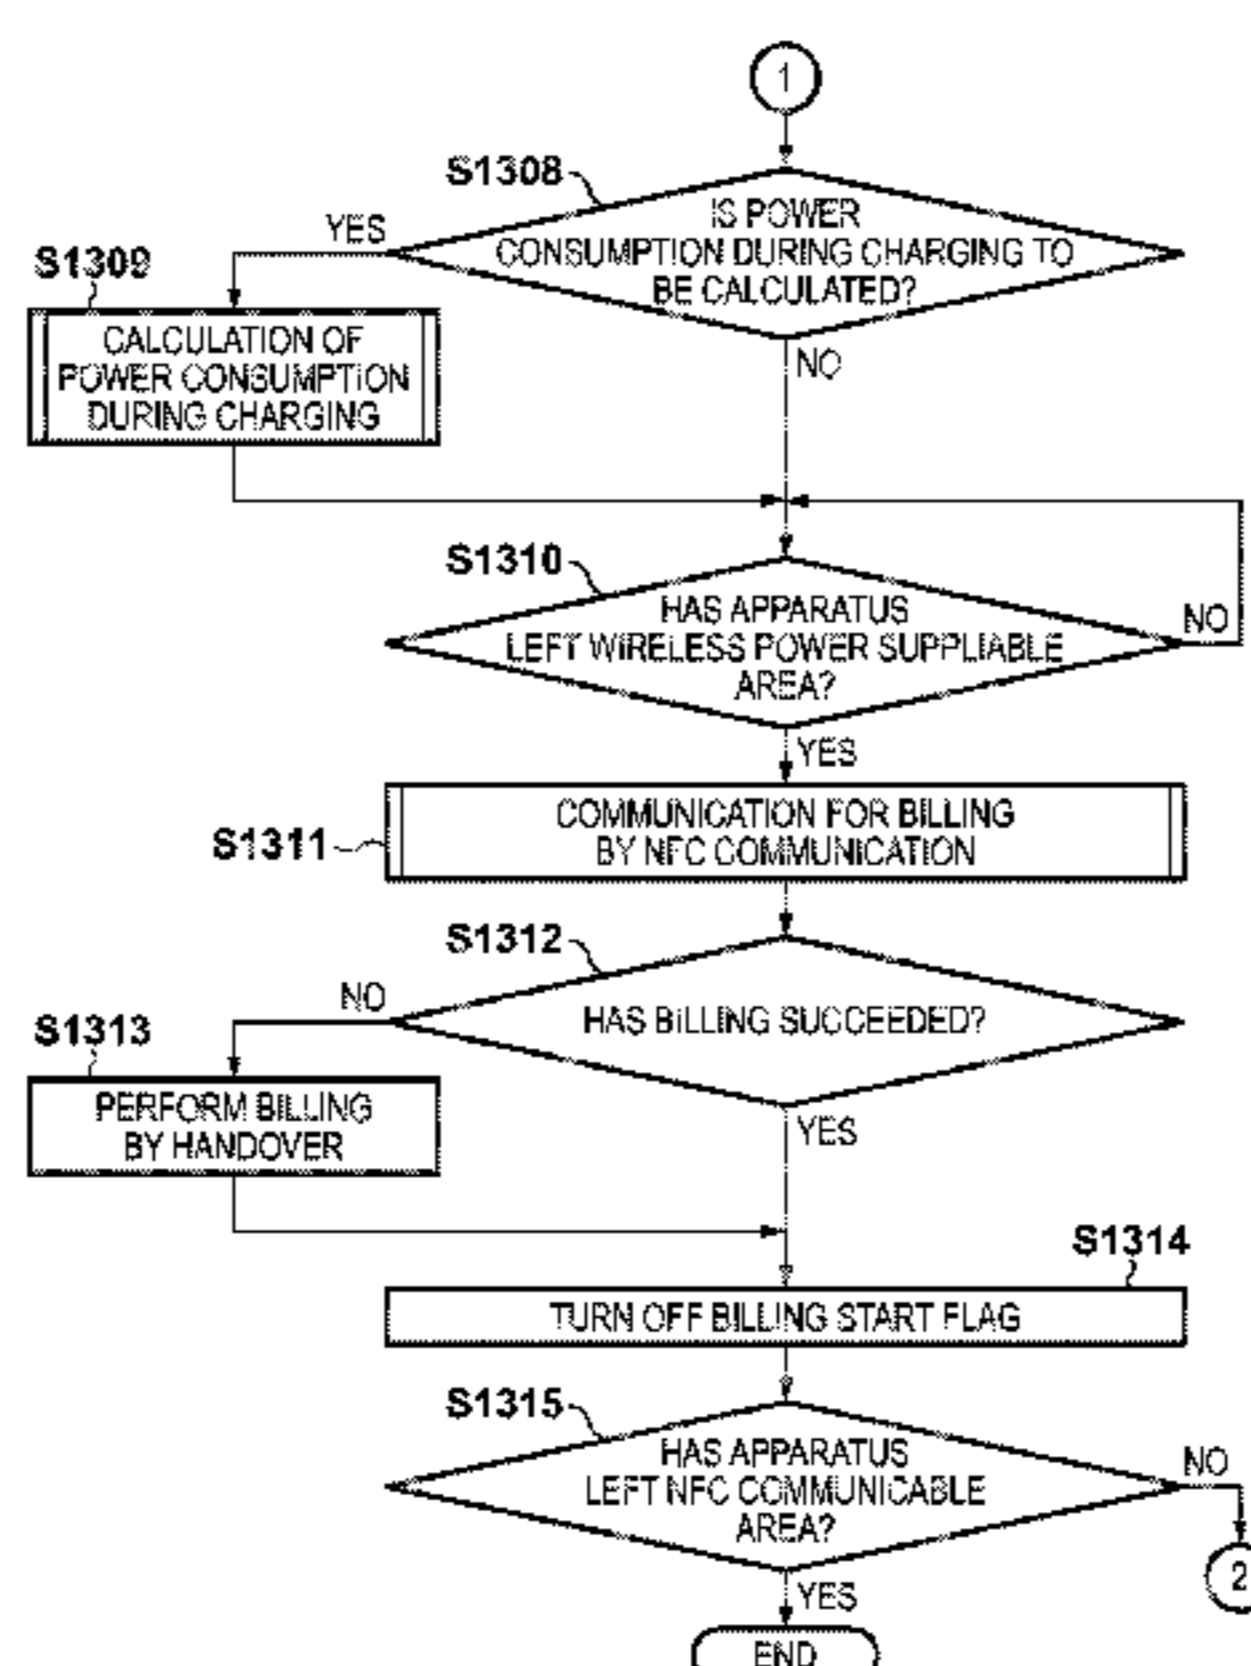 1
S1308
IS POWER
CONSUMPTION DURING CHARGING TO
BE CALCULATED?
YES
NO
S1309
CALCULATION OF
POWER CONSUMPTION
DURING CHARGING
S1310
HAS APPARATUS
LEFT WIRELESS POWER SUPPLIABLE
AREA?
NO
YES
S1311
COMMUNICATION FOR BILLING
BY NFC COMMUNICATION
S1312
HAS BILLING SUCCEEDED?
NO
YES
S1313
PERFORM BILLING
BY HANDOVER
S1314
TURN OFF BILLING START FLAG
S1315
HAS APPARATUS
LEFT NFC COMMUNICABLE
AREA?
NO
2
YES
END